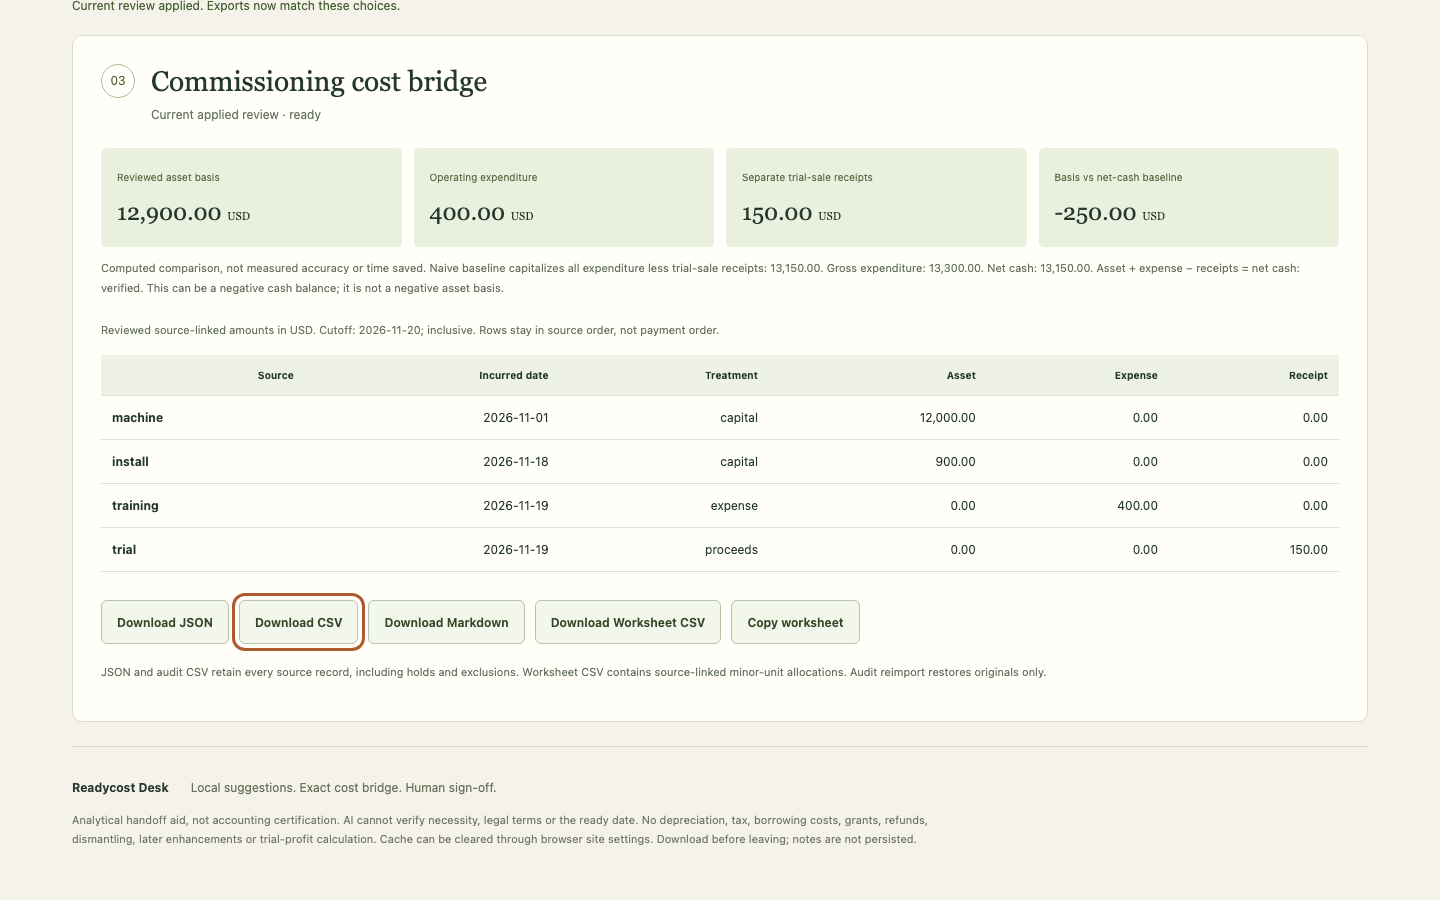 Current review applied. Exports now match these choices.
03
Commissioning cost bridge
Current applied review · ready
Reviewed asset basis
12,900.00 USD
Operating expenditure
400.00 USD
Separate trial-sale receipts
150.00 USD
Basis vs net-cash baseline
-250.00 USD
Computed comparison, not measured accuracy or time saved. Naive baseline capitalizes all expenditure less trial-sale receipts: 13,150.00. Gross expenditure: 13,300.00. Net cash: 13,150.00. Asset + expense − receipts = net cash:
verified. This can be a negative cash balance; it is not a negative asset basis.
Reviewed source-linked amounts in USD. Cutoff: 2026-11-20; inclusive. Rows stay in source order, not payment order.
Source Incurred date Treatment Asset Expense Receipt
machine 2026-11-01 capital 12,000.00 0.00 0.00
install 2026-11-18 capital 900.00 0.00 0.00
training 2026-11-19 expense 0.00 400.00 0.00
trial 2026-11-19 proceeds 0.00 0.00 150.00
Download JSON Download CSV Download Markdown Download Worksheet CSV Copy worksheet
JSON and audit CSV retain every source record, including holds and exclusions. Worksheet CSV contains source-linked minor-unit allocations. Audit reimport restores originals only.
Readycost Desk Local suggestions. Exact cost bridge. Human sign-off.
Analytical handoff aid, not accounting certification. AI cannot verify necessity, legal terms or the ready date. No depreciation, tax, borrowing costs, grants, refunds,
dismantling, later enhancements or trial-profit calculation. Cache can be cleared through browser site settings. Download before leaving; notes are not persisted.